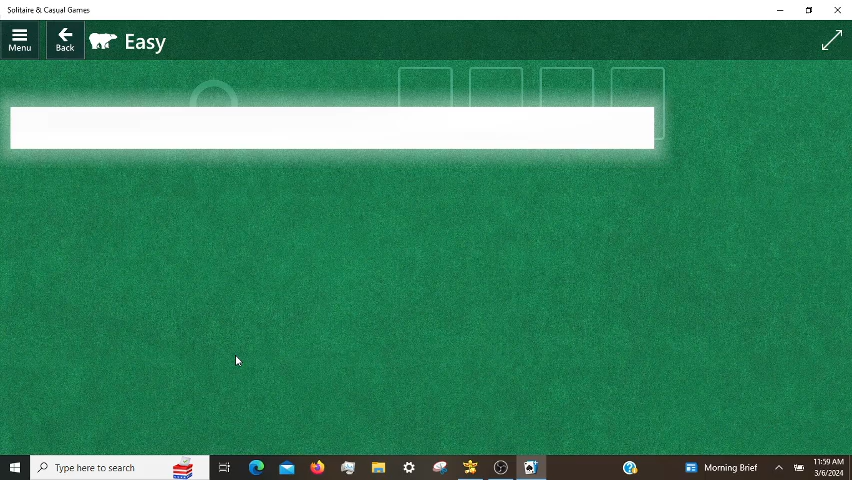 Solitaire & Casual Games
Menu
Back
Easy
Type here to search
Morning Brief
11:59 AM
3/6/2024